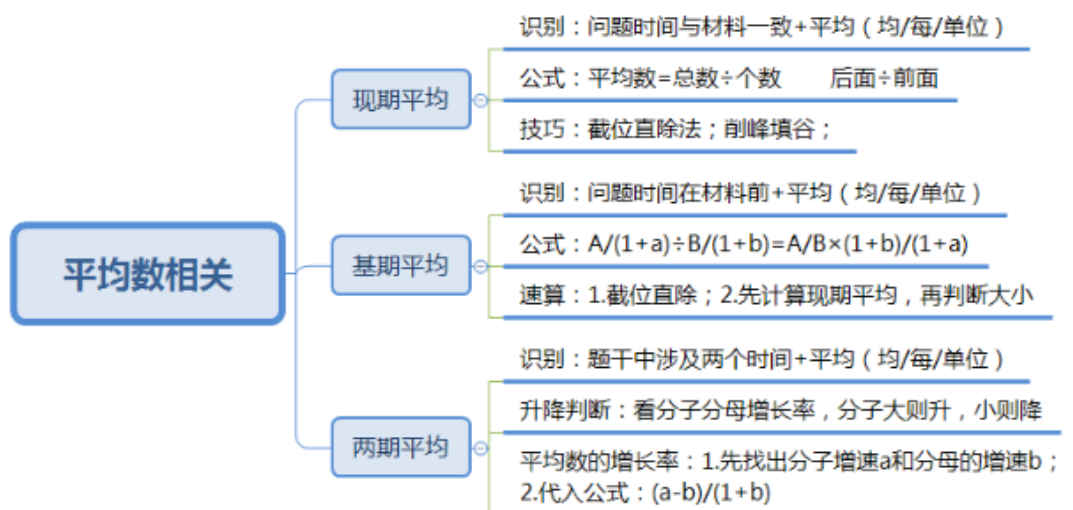 平均数相关
现期平均
识别：问题时间与材料一致+平均（均/每/单位）
公式：平均数=总数÷个数 后面÷前面
技巧：截位直除法；削峰填谷；
基期平均
识别：问题时间在材料前+平均（均/每/单位）
公式：A/(1+a)÷B/(1+b)=A/B×(1+b)/(1+a)
速算：1.截位直除；2.先计算现期平均，再判断大小
两期平均
识别：题干中涉及两个时间+平均（均/每/单位）
升降判断：看分子分母增长率，分子大则升，小则降
平均数的增长率：1.先找出分子增速a和分母的增速b；
2.代入公式：(a-b)/(1+b)